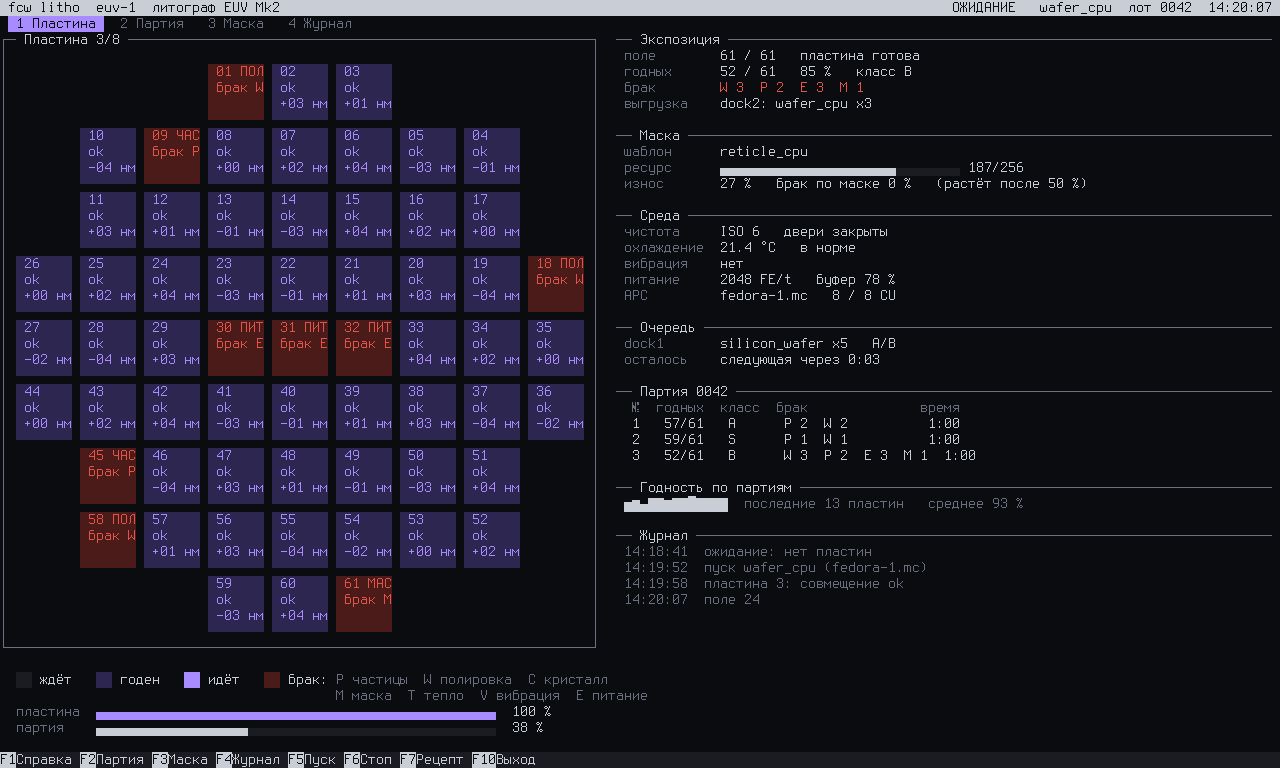 fcu litho  euv-1  литограф EUV Mk2  ОЖИДАНИЕ  wafer_cpu  лот 0042  14:20:07
1 Пластина  2 Партия  3 Маска  4 Журнал
Пластина 3/8
01 ПОЛ  02  03
брак W  ok  ok
+03 нм  +01 нм
10  09 ЧАС  08  07  06  05  04
ok  брак P  ok  ok  ok  ok  ok
-04 нм  +00 нм  +02 нм  +04 нм  -03 нм  -01 нм
11  12  13  14  15  16  17
ok  ok  ok  ok  ok  ok  ok
+03 нм  +01 нм  -01 нм  -03 нм  +04 нм  +02 нм  +00 нм
26  25  24  23  22  21  20  19  18 ПОЛ
ok  ok  ok  ok  ok  ok  ok  ok  брак W
+00 нм  +02 нм  +04 нм  -03 нм  -01 нм  +01 нм  +03 нм  -04 нм
27  28  29  30 ПИТ  31 ПИТ  32 ПИТ  33  34  35
ok  ok  ok  брак E  брак E  брак E  ok  ok  ok
-02 нм  -04 нм  +03 нм  +04 нм  +02 нм  +00 нм
44  43  42  41  40  39  38  37  36
ok  ok  ok  ok  ok  ok  ok  ok  ok
+00 нм  +02 нм  +04 нм  -03 нм  -01 нм  +01 нм  +03 нм  -04 нм  -02 нм
45 ЧАС  46  47  48  49  50  51
брак P  ok  ok  ok  ok  ok  ok
-04 нм  +03 нм  +01 нм  -01 нм  -03 нм  +04 нм
58 ПОЛ  57  56  55  54  53  52
брак W  ok  ok  ok  ok  ok  ok
+01 нм  +03 нм  -04 нм  -02 нм  +00 нм  +02 нм
59  60  61 МАС
ok  ok  брак M
-03 нм  +04 нм
ждёт  годен  идёт  брак: P частицы  W полировка  C кристалл
M маска  T тепло  V вибрация  E питание
пластина  100 %
партия  38 %
Экспозиция
поле  61 / 61  пластина готова
годных  52 / 61  85 %  класс B
брак  W 3  P 2  E 3  M 1
выгрузка  dock2: wafer_cpu x3
Маска
шаблон  reticle_cpu
ресурс  187/256
износ  27 %  брак по маске 0 %  (растёт после 50 %)
Среда
чистота  ISO 6  двери закрыты
охлаждение  21.4 °C  в норме
вибрация  нет
питание  2048 FE/t  буфер 78 %
APC  fedora-1.mc  8 / 8 CU
Очередь
dock1  silicon_wafer x5  A/B
осталось  следующая через 0:03
Партия 0042
№  годных  класс  брак  время
1  57/61  A  P 2  W 2  1:00
2  59/61  S  P 1  W 1  1:00
3  52/61  B  W 3  P 2  E 3  M 1  1:00
Годность по партиям
последние 13 пластин  среднее 93 %
Журнал
14:18:41  ожидание: нет пластин
14:19:52  пуск wafer_cpu (fedora-1.mc)
14:19:58  пластина 3: совмещение ok
14:20:07  поле 24
F1Справка F2Партия F3Маска F4Журнал F5Пуск F6Стоп F7Рецепт F10Выход